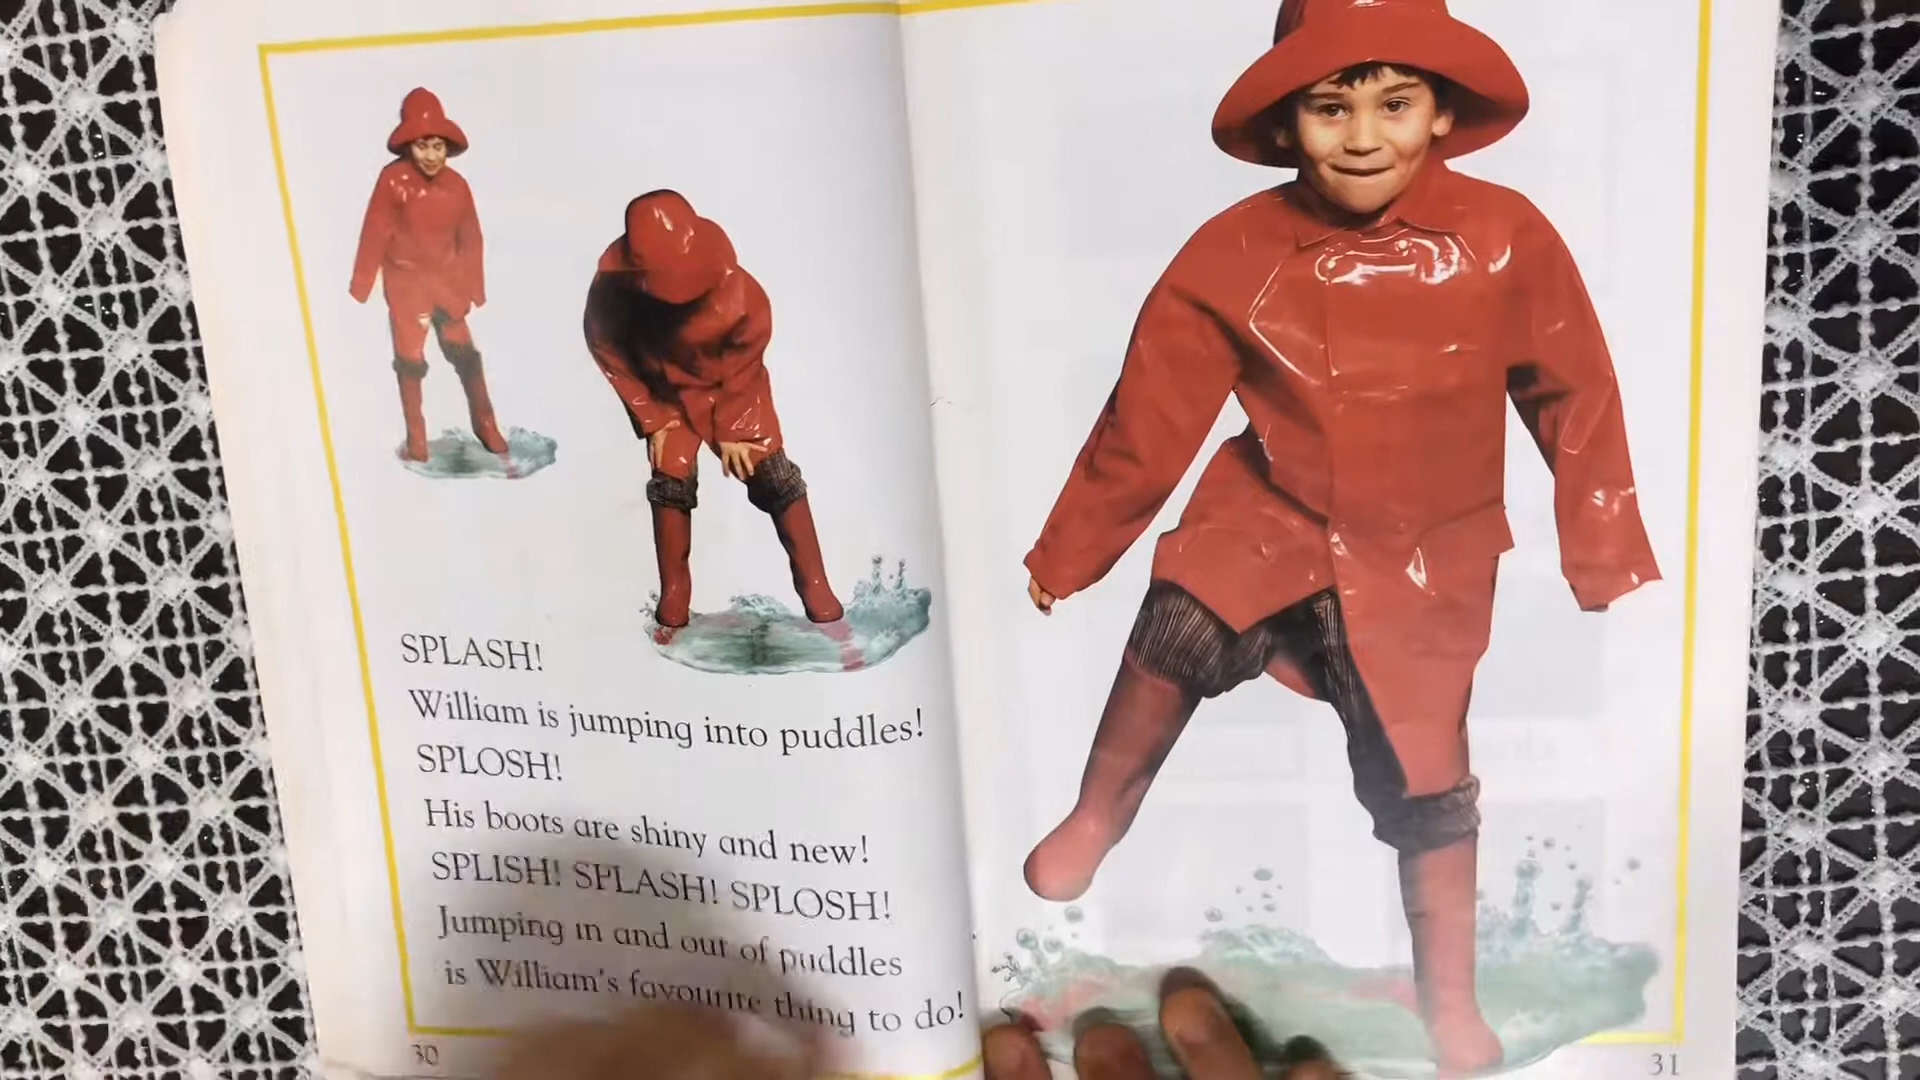 SPLASH!
William is jumping into puddles!
SPLOSH!
His boots are shiny and new!
SPLISH! SPLASH! SPLOSH!
Jumping in and out of puddles
is William's favourite thing to do!
30
31